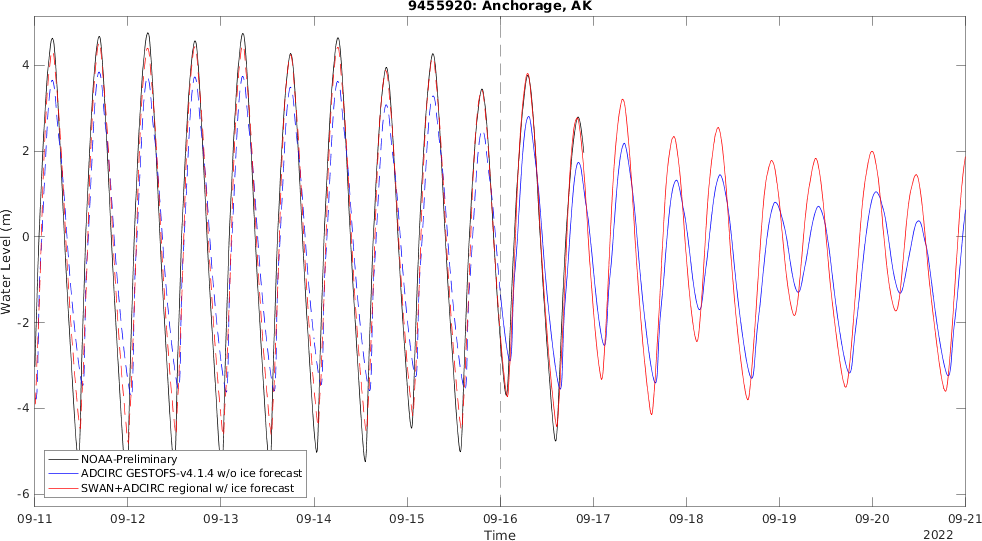 9455920: Anchorage, AK
Water Level (m)
4
2
0
-2
-4
-6
NOAA-Preliminary
ADCIRC GESTOFS-v4.1.4 w/o ice forecast
SWAN+ADCIRC regional w/ ice forecast
09-11 09-12 09-13 09-14 09-15 09-16 09-17 09-18 09-19 09-20 09-21
Time
2022